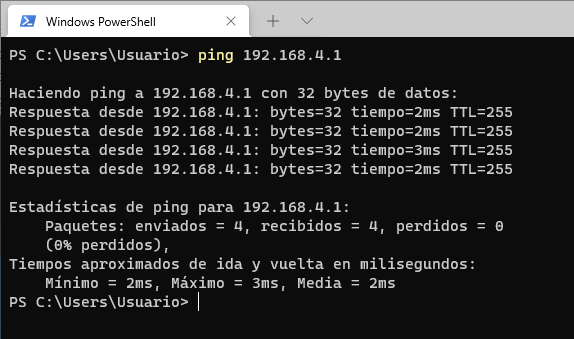 Windows PowerShell
PS C:\Users\Usuario> ping 192.168.4.1
Haciendo ping a 192.168.4.1 con 32 bytes de datos:
Respuesta desde 192.168.4.1: bytes=32 tiempo=2ms TTL=255
Respuesta desde 192.168.4.1: bytes=32 tiempo=2ms TTL=255
Respuesta desde 192.168.4.1: bytes=32 tiempo=3ms TTL=255
Respuesta desde 192.168.4.1: bytes=32 tiempo=2ms TTL=255
Estadísticas de ping para 192.168.4.1:
Paquetes: enviados = 4, recibidos = 4, perdidos = 0
(0% perdidos),
Tiempos aproximados de ida y vuelta en milisegundos:
Mínimo = 2ms, Máximo = 3ms, Media = 2ms
PS C:\Users\Usuario>